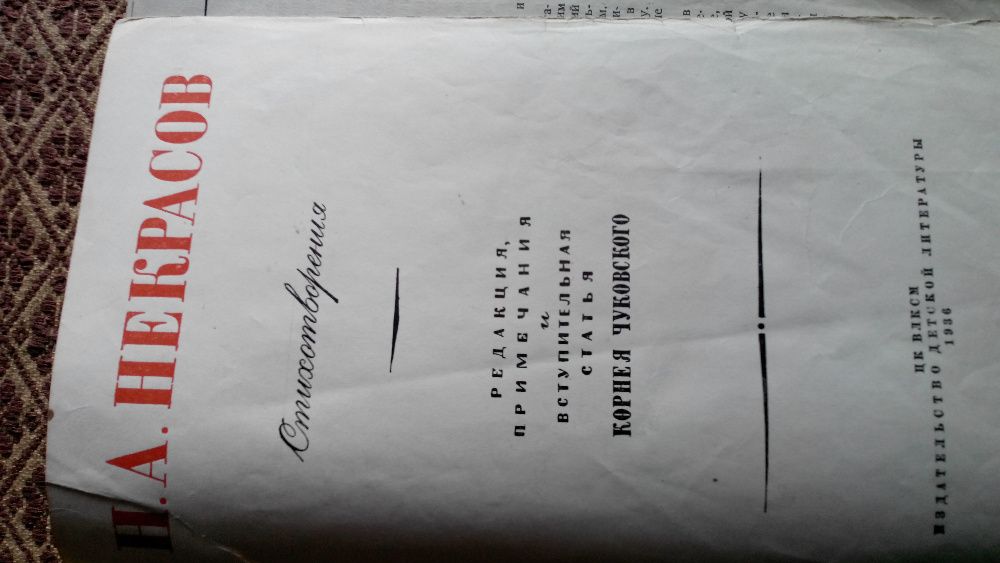 Н. А. НЕКРАСОВ
Стихотворения
РЕДАКЦИЯ,
ПРИМЕЧАНИЯ
и
ВСТУПИТЕЛЬНАЯ
СТАТЬЯ
КОРНЕЯ ЧУКОВСКОГО
ЦК ВЛКСМ
ИЗДАТЕЛЬСТВО ДЕТСКОЙ ЛИТЕРАТУРЫ
1936